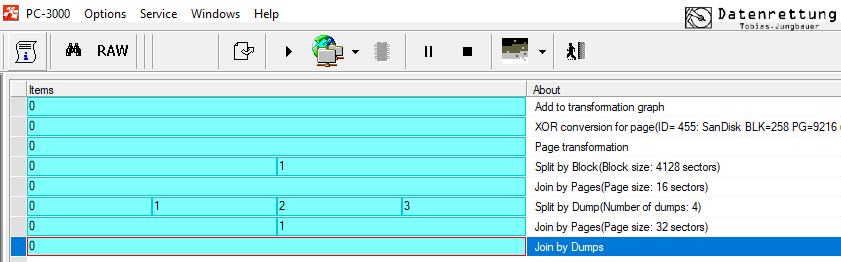 PC-3000 Options Service Windows Help
Datenrettung
Tobias-Jungbauer
RAW
Items About
0 Add to transformation graph
0 XOR conversion for page(ID= 455: SanDisk BLK=258 PG=9216 (
0 Page transformation
0 1 Split by Block(Block size: 4128 sectors)
0 Join by Pages(Page size: 16 sectors)
0 1 2 3 Split by Dump(Number of dumps: 4)
0 1 Join by Pages(Page size: 32 sectors)
0 Join by Dumps